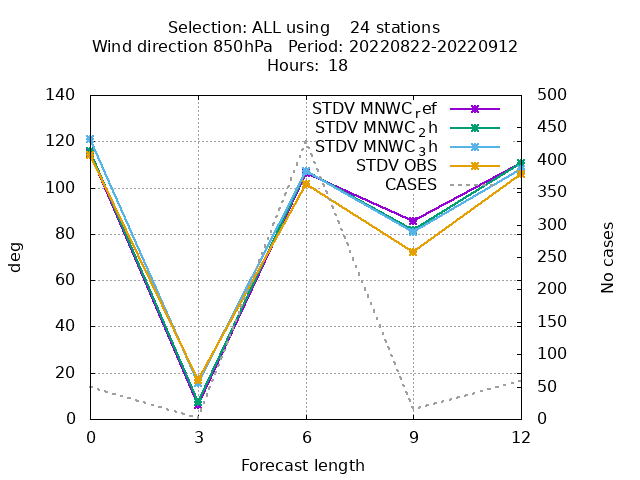 Selection: ALL using    24 stations
Wind direction 850hPa   Period: 20220822-20220912
Hours: 18
140
120
100
80
60
40
20
0
deg
500
450
400
350
300
250
200
150
100
50
0
No cases
STDV MNWC_ref
STDV MNWC_2h
STDV MNWC_3h
STDV OBS
CASES
0 3 6 9 12
Forecast length